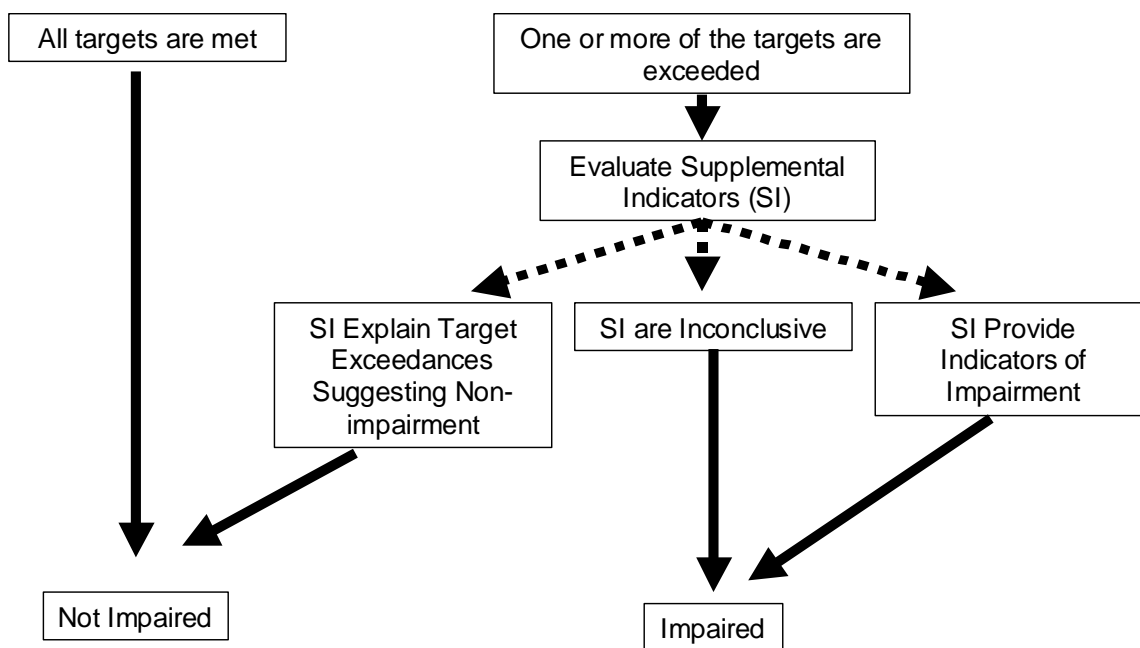 All targets are met
One or more of the targets are
exceeded
Evaluate Supplemental
Indicators (SI)
SI Explain Target
Exceedances
Suggesting Non-
impairment
SI are Inconclusive
SI Provide
Indicators of
Impairment
Not Impaired
Impaired